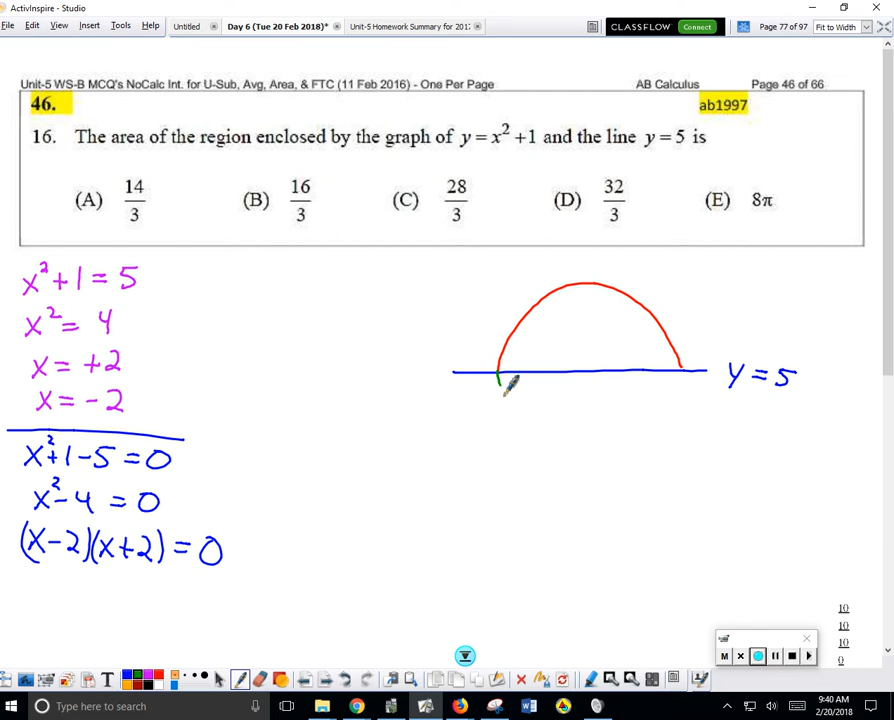 ActivInspire - Studio
File Edit View Insert Tools Help Untitled Day 6 (Tue 20 Feb 2018)* Unit-5 Homework Summary for 201 CLASSFLOW Connect Page 77 of 97 Fit to Width
Unit-5 WS-B MCQ's NoCalc Int. for U-Sub, Avg, Area, & FTC (11 Feb 2016) - One Per Page AB Calculus Page 46 of 66
46. ab1997
16. The area of the region enclosed by the graph of y = x² +1 and the line y = 5 is
(A) 14/3 (B) 16/3 (C) 28/3 (D) 32/3 (E) 8π
x² + 1 = 5
x² = 4
x = +2
x = -2
y = 5
x² + 1 - 5 = 0
x² - 4 = 0
(x - 2)(x + 2) = 0
10
10
10
0
M
T
Type here to search
9:40 AM
2/20/2018